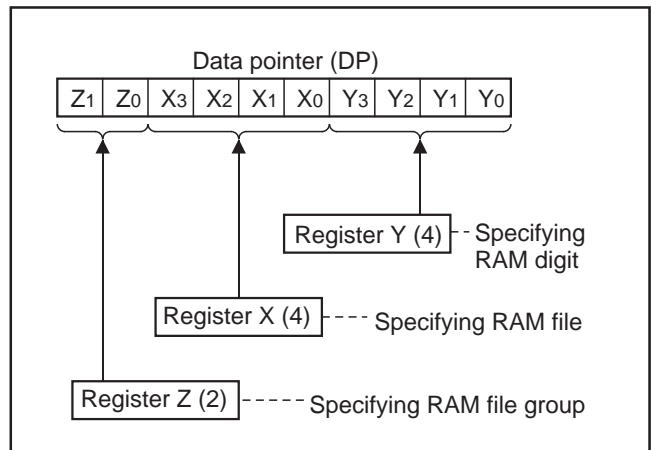 Data pointer (DP)
Z1 Z0 X3 X2 X1 X0 Y3 Y2 Y1 Y0
Register Y (4) Specifying
RAM digit
Register X (4) Specifying RAM file
Register Z (2) Specifying RAM file group